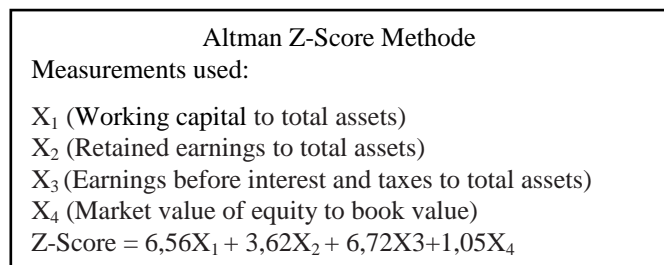 Altman Z-Score Methode
Measurements used:
X₁ (Working capital to total assets)
X₂ (Retained earnings to total assets)
X₃ (Earnings before interest and taxes to total assets)
X₄ (Market value of equity to book value)
Z-Score = 6,56X₁ + 3,62X₂ + 6,72X3+1,05X₄